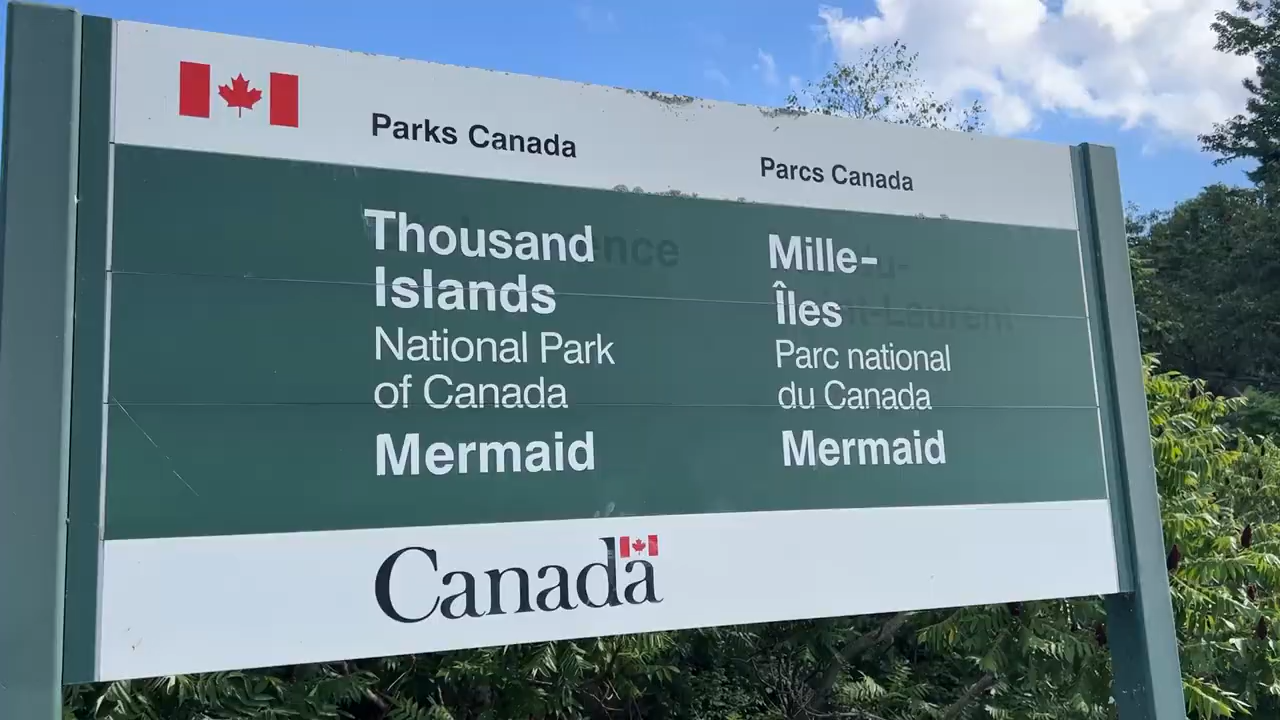 Parks Canada
Thousand
Islands
National Park
of Canada
Mermaid
Parcs Canada
Mille-
Îles
Parc national
du Canada
Mermaid
Canada